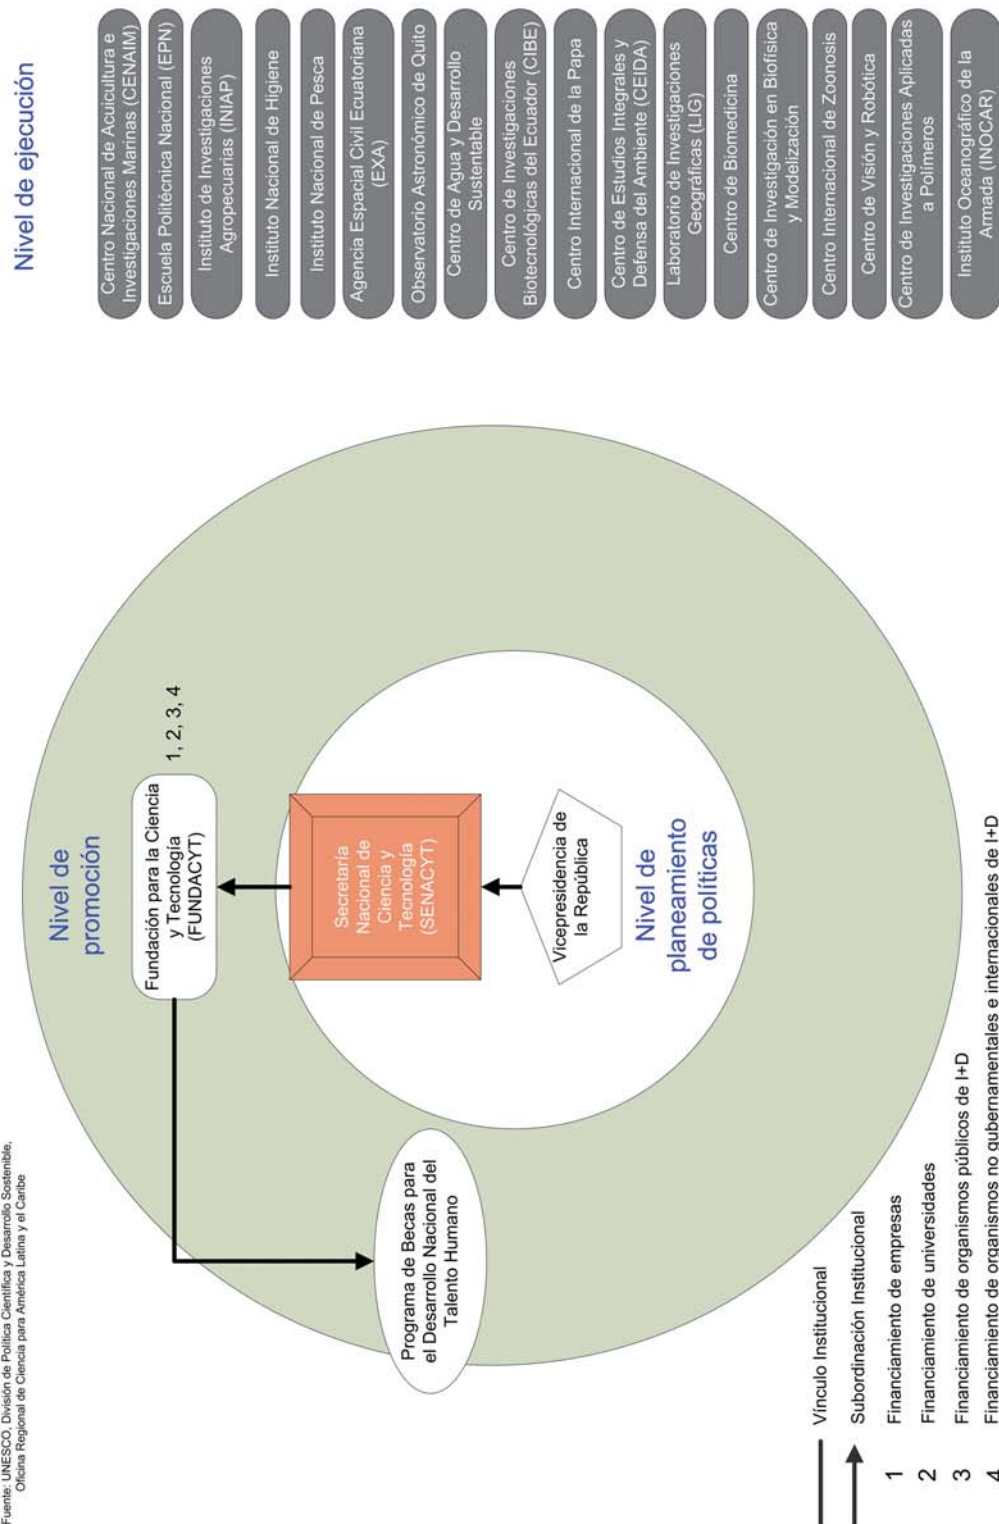 Fuente: UNESCO, División de Política Científica y Desarrollo Sostenible,
Oficina Regional de Ciencia para América Latina y el Caribe
Nivel de
promoción
Fundación para la Ciencia
y Tecnología
(FUNDACYT)
1, 2, 3, 4
Programa de Becas para
el Desarrollo Nacional del
Talento Humano
Secretaría
Nacional de
Ciencia y
Tecnología
(SENACYT)
Vicepresidencia de
la República
Nivel de
planeamiento
de políticas
Nivel de ejecución
Centro Nacional de Acuicultura e
Investigaciones Marinas (CENAIM)
Escuela Politécnica Nacional (EPN)
Instituto de Investigaciones
Agropecuarias (INIAP)
Instituto Nacional de Higiene
Instituto Nacional de Pesca
Agencia Espacial Civil Ecuatoriana
(EXA)
Observatorio Astronómico de Quito
Centro de Agua y Desarrollo
Sustentable
Centro de Investigaciones
Biotecnológicas del Ecuador (CIBE)
Centro Internacional de la Papa
Centro de Estudios Integrales y
Defensa del Ambiente (CEIDA)
Laboratorio de Investigaciones
Geográficas (LIG)
Centro de Biomedicina
Centro de Investigación en Biofísica
y Modelización
Centro Internacional de Zoonosis
Centro de Visión y Robótica
Centro de Investigaciones Aplicadas
a Polímeros
Instituto Oceanográfico de la
Armada (INOCAR)
Vínculo Institucional
Subordinación Institucional
1 Financiamiento de empresas
2 Financiamiento de universidades
3 Financiamiento de organismos públicos de I+D
4 Financiamiento de organismos no gubernamentales e internacionales de I+D